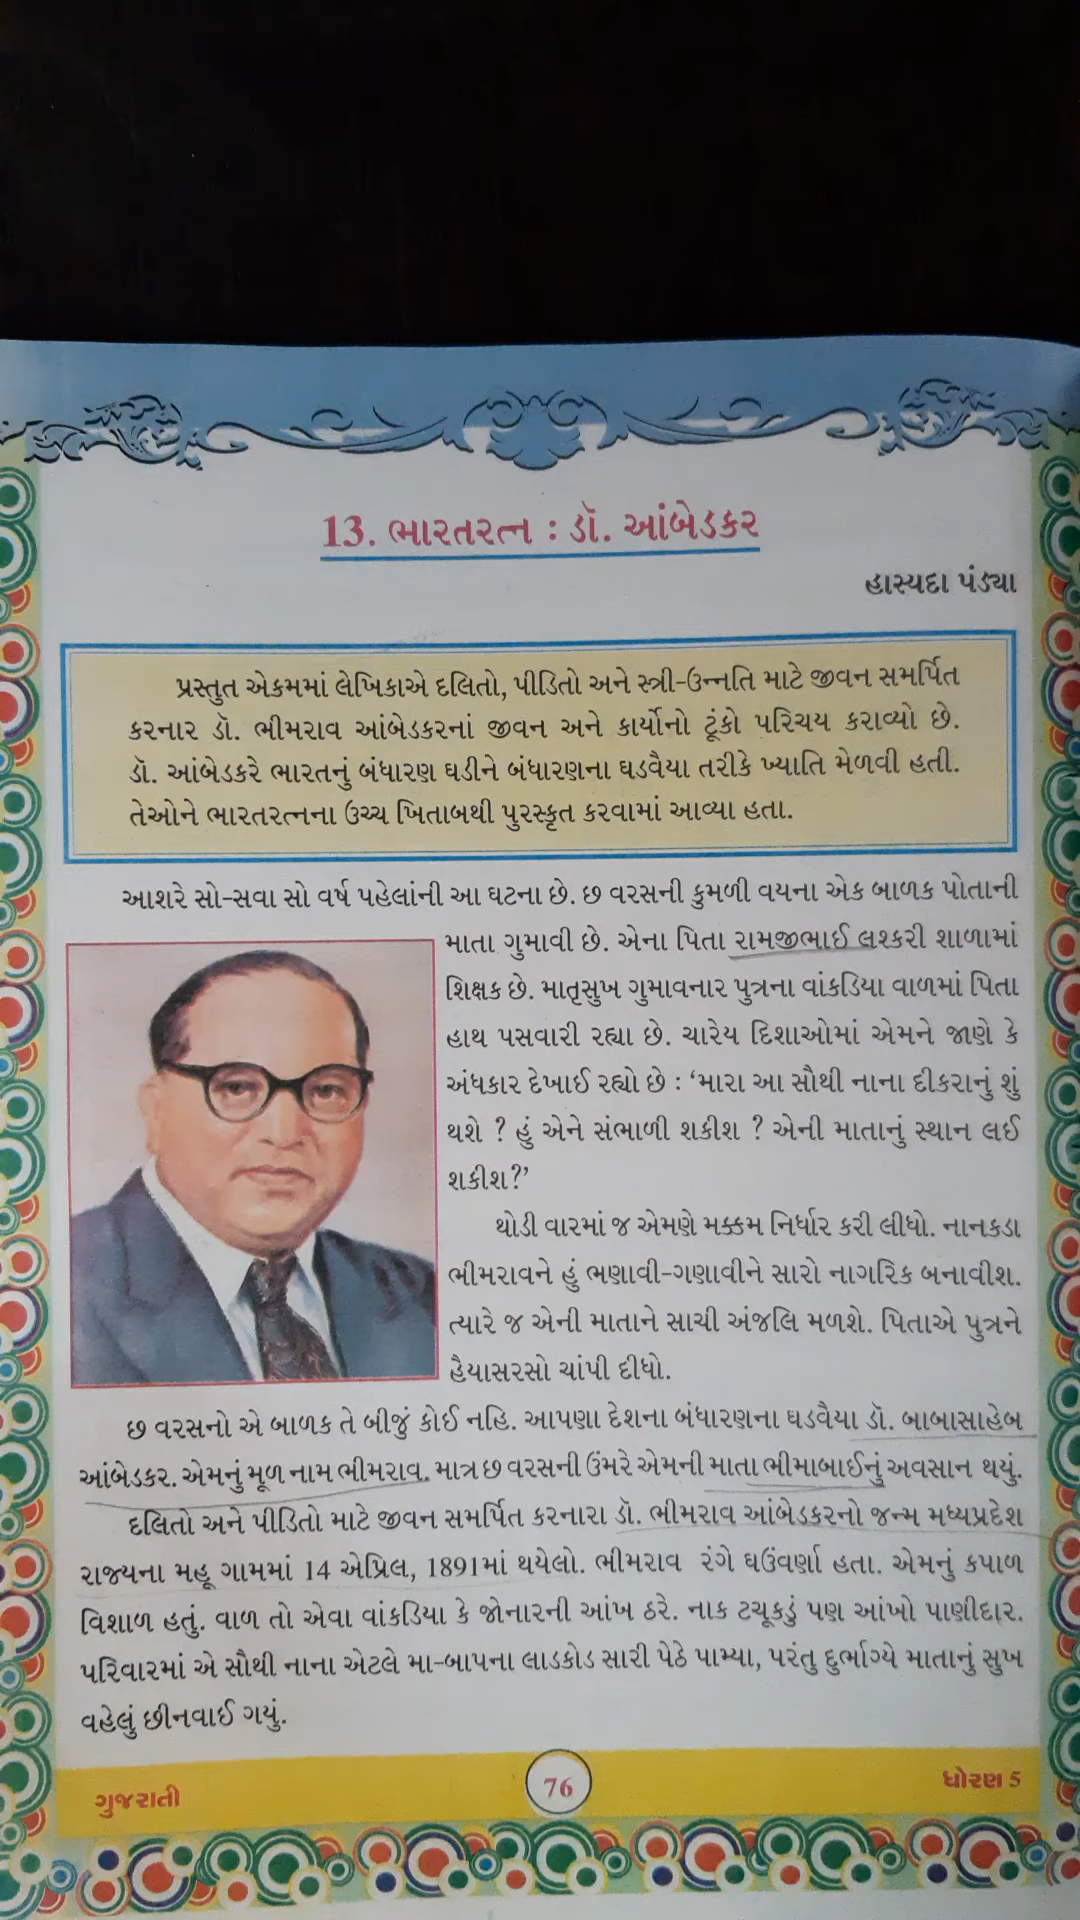 13. ભારતરત્ન : ડૉ. આંબેડકર
હાસ્યદા પંડ્યા
પ્રસ્તુત એકમમાં લેખિકાએ દલિતો, પીડિતો અને સ્ત્રી-ઉન્નતિ માટે જીવન સમર્પિત
કરનાર ડૉ. ભીમરાવ આંબેડકરનાં જીવન અને કાર્યોનો ટૂંકો પરિચય કરાવ્યો છે.
ડૉ. આંબેડકરે ભારતનું બંધારણ ઘડીને બંધારણના ઘડવૈયા તરીકે ખ્યાતિ મેળવી હતી.
તેઓને ભારતરત્નના ઉચ્ચ ખિતાબથી પુરસ્કૃત કરવામાં આવ્યા હતા.
આશરે સો-સવા સો વર્ષ પહેલાંની આ ઘટના છે. છ વરસની કુમળી વયના એક બાળક પોતાની
માતા ગુમાવી છે. એના પિતા રામજીભાઈ લશ્કરી શાળામાં
શિક્ષક છે. માતૃસુખ ગુમાવનાર પુત્રના વાંકડિયા વાળમાં પિતા
હાથ પસવારી રહ્યા છે. ચારેય દિશાઓમાં એમને જાણે કે
અંધકાર દેખાઈ રહ્યો છે : ‘મારા આ સૌથી નાના દીકરાનું શું
થશે ? હું એને સંભાળી શકીશ ? એની માતાનું સ્થાન લઈ
શકીશ?’
થોડી વારમાં જ એમણે મક્કમ નિર્ધાર કરી લીધો. નાનકડા
ભીમરાવને હું ભણાવી-ગણાવીને સારો નાગરિક બનાવીશ.
ત્યારે જ એની માતાને સાચી અંજલિ મળશે. પિતાએ પુત્રને
હૈયાસરસો ચાંપી દીધો.
છ વરસનો એ બાળક તે બીજું કોઈ નહિ. આપણા દેશના બંધારણના ઘડવૈયા ડૉ. બાબાસાહેબ
આંબેડકર. એમનું મૂળ નામ ભીમરાવ. માત્ર છ વરસની ઉંમરે એમની માતા ભીમાબાઈનું અવસાન થયું.
દલિતો અને પીડિતો માટે જીવન સમર્પિત કરનારા ડૉ. ભીમરાવ આંબેડકરનો જન્મ મધ્યપ્રદેશ
રાજ્યના મહૂ ગામમાં 14 એપ્રિલ, 1891માં થયેલો. ભીમરાવ રંગે ઘઉંવર્ણા હતા. એમનું કપાળ
વિશાળ હતું. વાળ તો એવા વાંકડિયા કે જોનારની આંખ ઠરે. નાક ટચૂકડું પણ આંખો પાણીદાર.
પરિવારમાં એ સૌથી નાના એટલે મા-બાપના લાડકોડ સારી પેઠે પામ્યા, પરંતુ દુર્ભાગ્યે માતાનું સુખ
વહેલું છીનવાઈ ગયું.
ગુજરાતી
76
ધોરણ 5